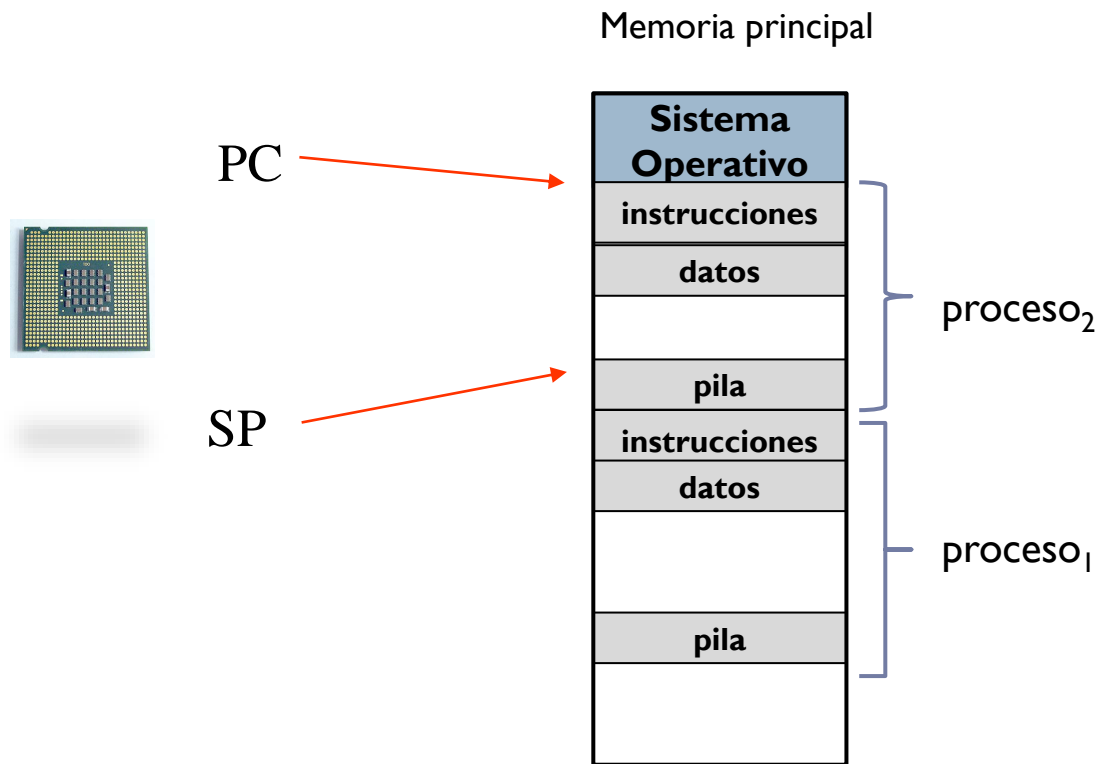 Memoria principal
Sistema
Operativo
PC
instrucciones
datos
proceso₂
pila
SP
instrucciones
datos
proceso₁
pila